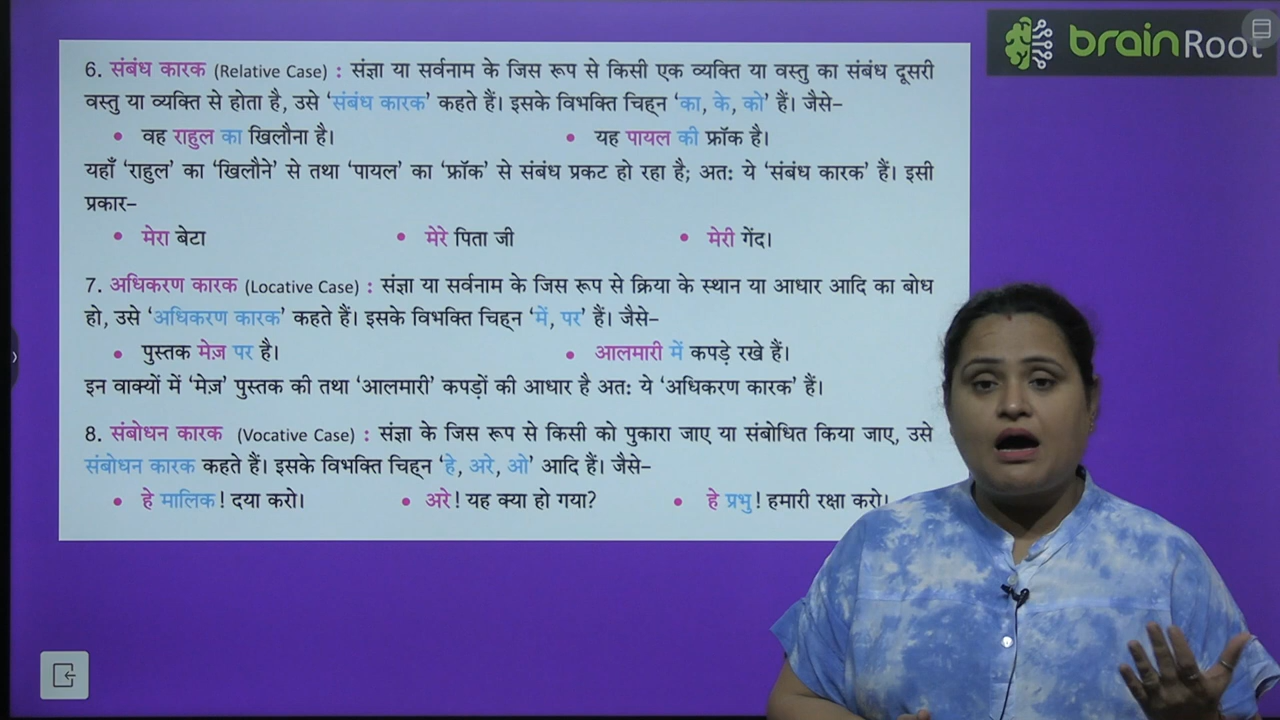 brainRoot
6. संबंध कारक (Relative Case) : संज्ञा या सर्वनाम के जिस रूप से किसी एक व्यक्ति या वस्तु का संबंध दूसरी
वस्तु या व्यक्ति से होता है, उसे ‘संबंध कारक’ कहते हैं। इसके विभक्ति चिह्न ‘का, के, को’ हैं। जैसे–
• वह राहुल का खिलौना है। • यह पायल की फ्रॉक है।
यहाँ ‘राहुल’ का ‘खिलौने’ से तथा ‘पायल’ का ‘फ्रॉक’ से संबंध प्रकट हो रहा है; अतः ये ‘संबंध कारक’ हैं। इसी
प्रकार–
• मेरा बेटा • मेरे पिता जी • मेरी गेंद।
7. अधिकरण कारक (Locative Case) : संज्ञा या सर्वनाम के जिस रूप से क्रिया के स्थान या आधार आदि का बोध
हो, उसे ‘अधिकरण कारक’ कहते हैं। इसके विभक्ति चिह्न ‘में, पर’ हैं। जैसे–
• पुस्तक मेज़ पर है। • आलमारी में कपड़े रखे हैं।
इन वाक्यों में ‘मेज़’ पुस्तक की तथा ‘आलमारी’ कपड़ों की आधार है अतः ये ‘अधिकरण कारक’ हैं।
8. संबोधन कारक (Vocative Case) : संज्ञा के जिस रूप से किसी को पुकारा जाए या संबोधित किया जाए, उसे
संबोधन कारक कहते हैं। इसके विभक्ति चिह्न ‘हे, अरे, ओ’ आदि हैं। जैसे–
• हे मालिक! दया करो। • अरे! यह क्या हो गया? • हे प्रभु! हमारी रक्षा करो।